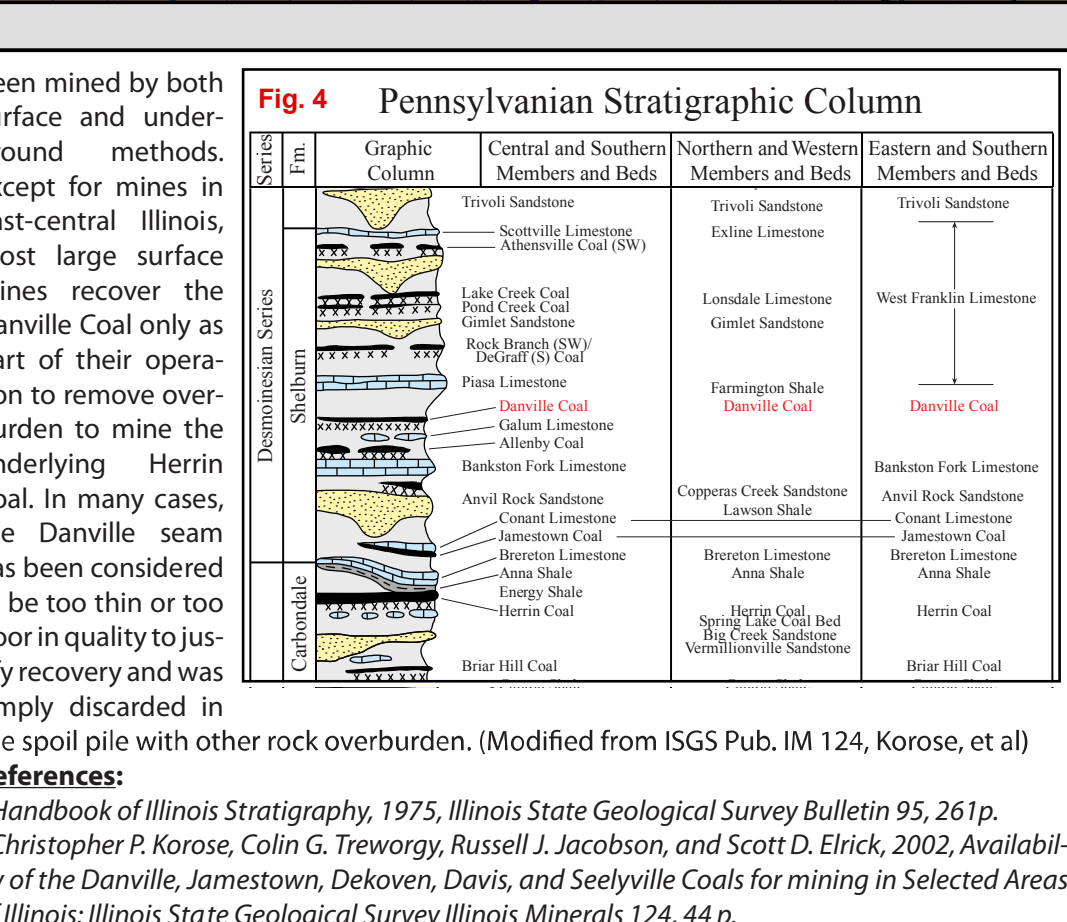 een mined by both
urface and under-
round methods.
xcept for mines in
ast-central Illinois,
ost large surface
ines recover the
anville Coal only as
art of their opera-
on to remove over-
urden to mine the
nderlying Herrin
oal. In many cases,
e Danville seam
as been considered
be too thin or too
oor in quality to jus-
fy recovery and was
mply discarded in
e spoil pile with other rock overburden. (Modified from ISGS Pub. IM 124, Korose, et al)
Fig. 4 Pennsylvanian Stratigraphic Column
Series
Fm.
Graphic
Column
Central and Southern
Members and Beds
Northern and Western
Members and Beds
Eastern and Southern
Members and Beds
Desmoinesian Series
Shelburn
Carbondale
Trivoli Sandstone
Scottville Limestone
Athensville Coal (SW)
Lake Creek Coal
Pond Creek Coal
Gimlet Sandstone
Rock Branch (SW)/
DeGraff (S) Coal
Piasa Limestone
Danville Coal
Galum Limestone
Allenby Coal
Bankston Fork Limestone
Anvil Rock Sandstone
Conant Limestone
Jamestown Coal
Brereton Limestone
Anna Shale
Energy Shale
Herrin Coal
Briar Hill Coal
Trivoli Sandstone
Exline Limestone
Lonsdale Limestone
Gimlet Sandstone
Farmington Shale
Danville Coal
Copperas Creek Sandstone
Lawson Shale
Brereton Limestone
Anna Shale
Herrin Coal
Spring Lake Coal Bed
Big Creek Sandstone
Vermillionville Sandstone
Trivoli Sandstone
West Franklin Limestone
Danville Coal
Bankston Fork Limestone
Anvil Rock Sandstone
Conant Limestone
Jamestown Coal
Brereton Limestone
Anna Shale
Herrin Coal
Briar Hill Coal
eferences:
Handbook of Illinois Stratigraphy, 1975, Illinois State Geological Survey Bulletin 95, 261p.
Christopher P. Korose, Colin G. Treworgy, Russell J. Jacobson, and Scott D. Elrick, 2002, Availabil-
y of the Danville, Jamestown, Dekoven, Davis, and Seelyville Coals for mining in Selected Areas
f Illinois: Illinois State Geological Survey Illinois Minerals 124, 44 p.